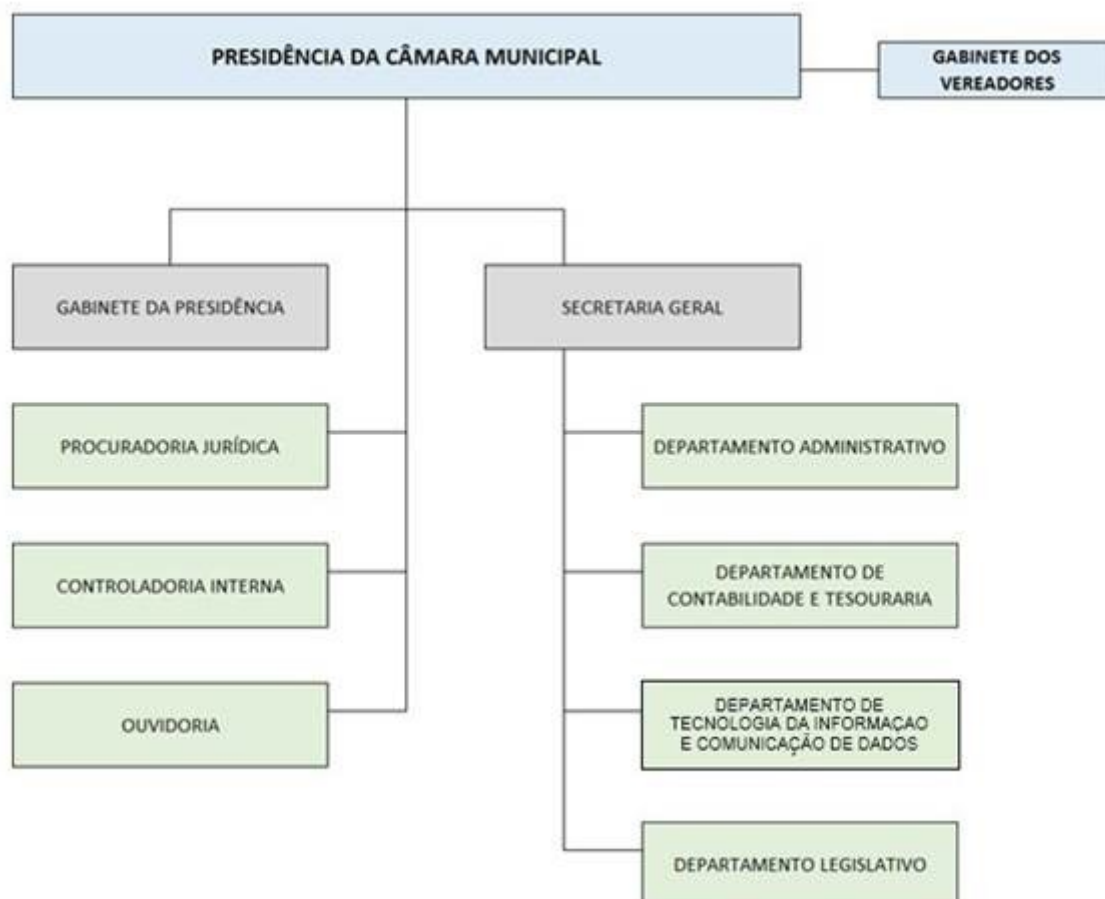 PRESIDÊNCIA DA CÂMARA MUNICIPAL
GABINETE DOS
VEREADORES
GABINETE DA PRESIDÊNCIA
SECRETARIA GERAL
PROCURADORIA JURÍDICA
DEPARTAMENTO ADMINISTRATIVO
CONTROLADORIA INTERNA
DEPARTAMENTO DE
CONTABILIDADE E TESOURARIA
OUVIDORIA
DEPARTAMENTO DE
TECNOLOGIA DA INFORMAÇAO
E COMUNICAÇÃO DE DADOS
DEPARTAMENTO LEGISLATIVO